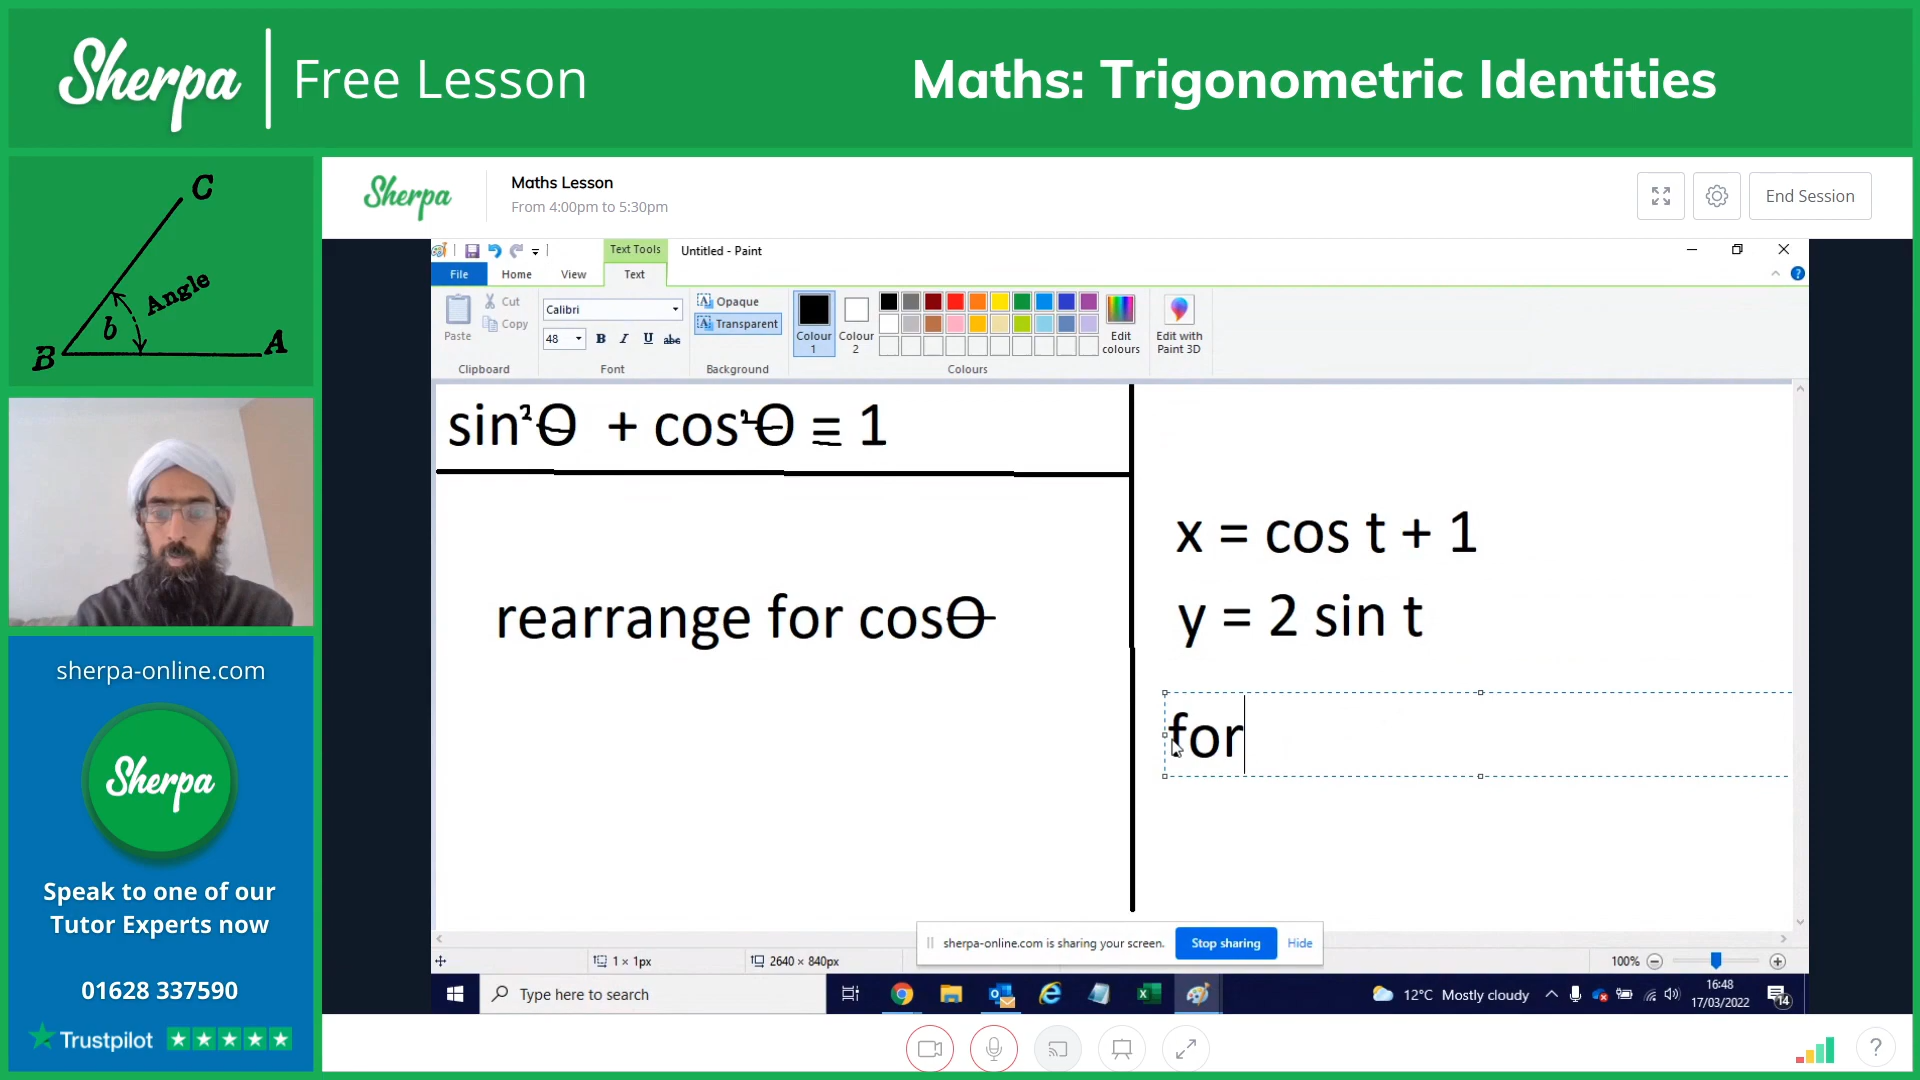 Sherpa | Free Lesson
Maths: Trigonometric Identities
C
Angle
b
B
A
Sherpa
Maths Lesson
From 4:00pm to 5:30pm
End Session
Text Tools
Untitled - Paint
File
Home
View
Text
Paste
Cut
Copy
Clipboard
Calibri
48
B I U abc
Font
Opaque
Transparent
Background
Colour 1
Colour 2
Edit colours
Colours
Edit with Paint 3D
sin²Θ + cos²Θ ≡ 1
rearrange for cosΘ
x = cos t + 1
y = 2 sin t
for
sherpa-online.com is sharing your screen.
Stop sharing
Hide
1 × 1px
2640 × 840px
100%
Type here to search
12°C Mostly cloudy
16:48
17/03/2022
14
sherpa-online.com
Sherpa
Speak to one of our
Tutor Experts now
01628 337590
Trustpilot
?